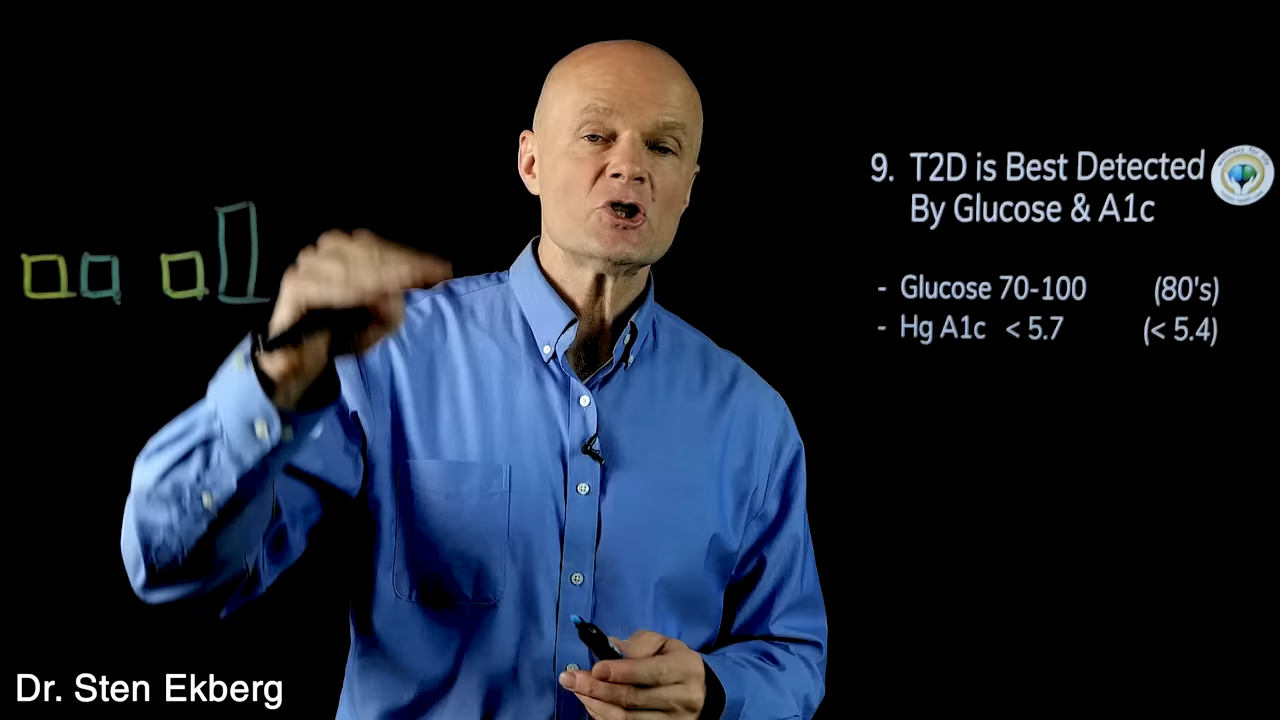 9. T2D is Best Detected
By Glucose & A1c
- Glucose 70-100 (80's)
- Hg A1c < 5.7 (< 5.4)
Dr. Sten Ekberg